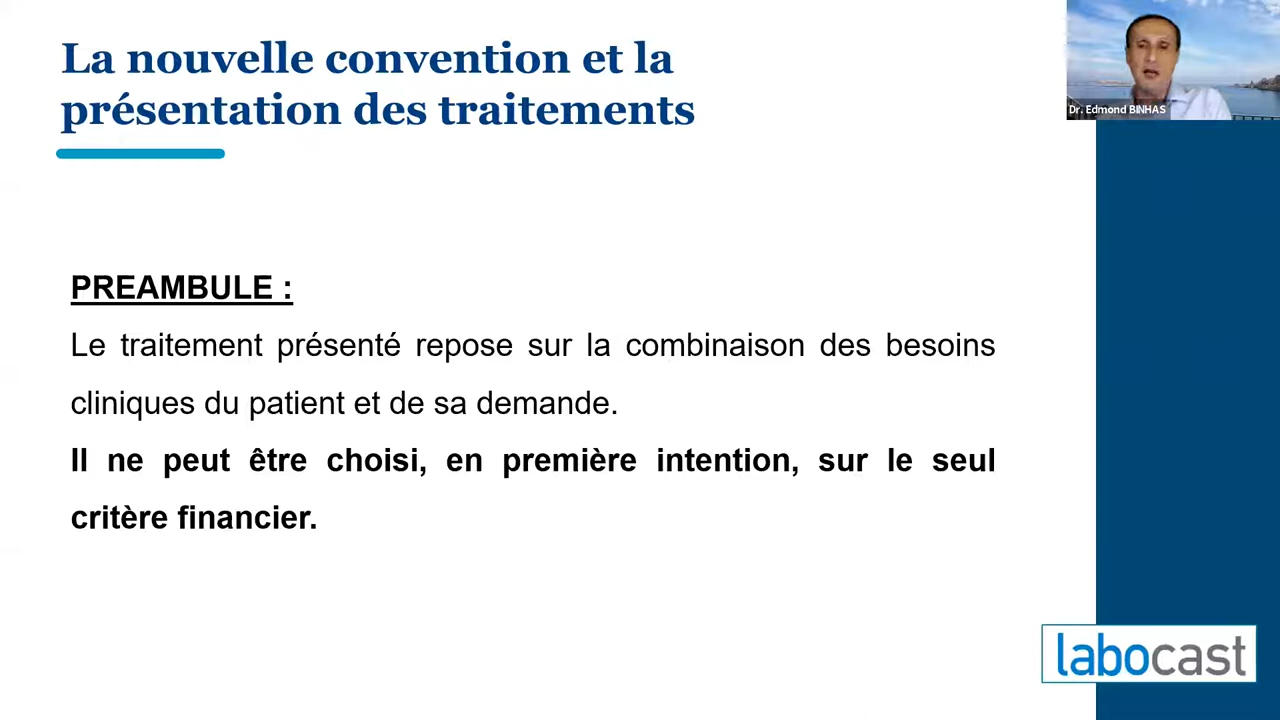 La nouvelle convention et la
présentation des traitements
Dr. Edmond BINHAS
PREAMBULE :
Le traitement présenté repose sur la combinaison des besoins
cliniques du patient et de sa demande.
Il ne peut être choisi, en première intention, sur le seul
critère financier.
labocast